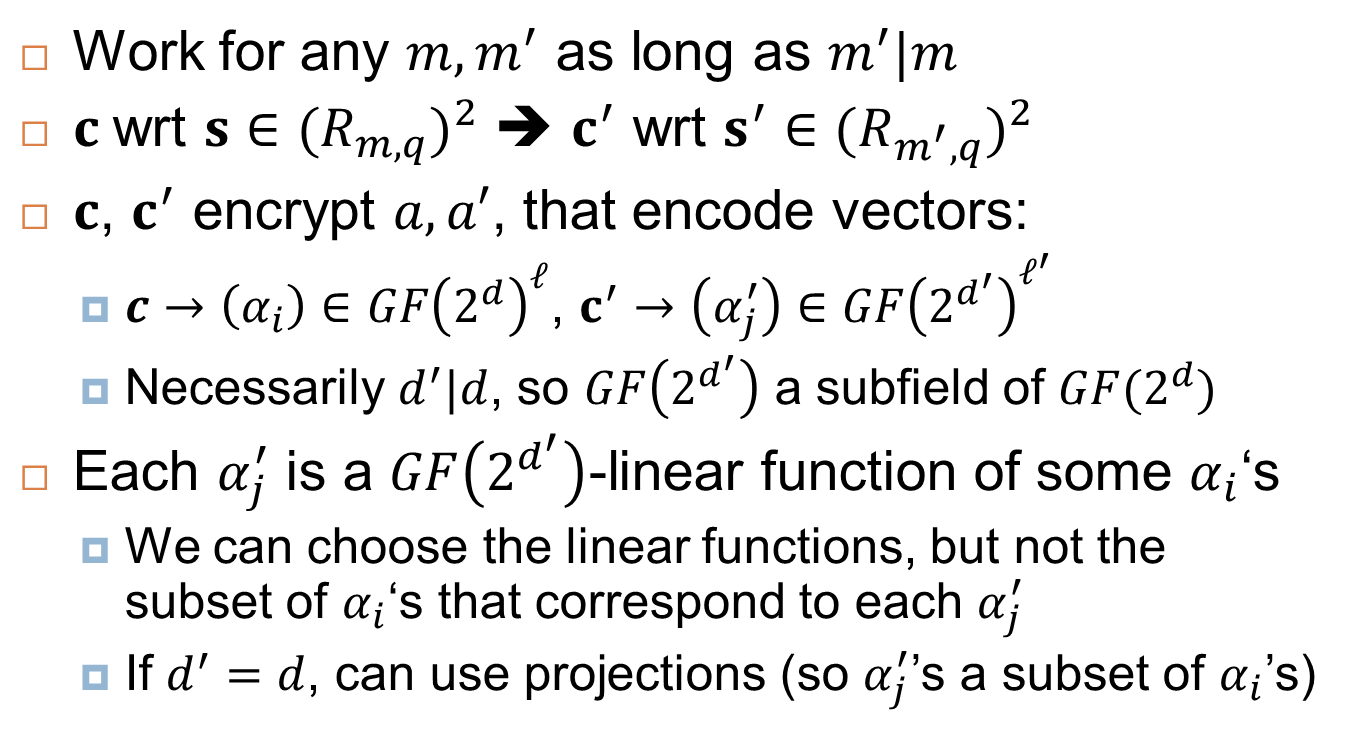 Work for any m, m′ as long as m′|m
c wrt s ∈ (R_{m,q})^2 ➔ c′ wrt s′ ∈ (R_{m′,q})^2
c, c′ encrypt a, a′, that encode vectors:
c → (α_i) ∈ GF(2^d)^ℓ, c′ → (α′_j) ∈ GF(2^{d′})^{ℓ′}
Necessarily d′|d, so GF(2^{d′}) a subfield of GF(2^d)
Each α′_j is a GF(2^{d′})-linear function of some α_i‘s
We can choose the linear functions, but not the
subset of α_i‘s that correspond to each α′_j
If d′ = d, can use projections (so α′_j’s a subset of α_i’s)